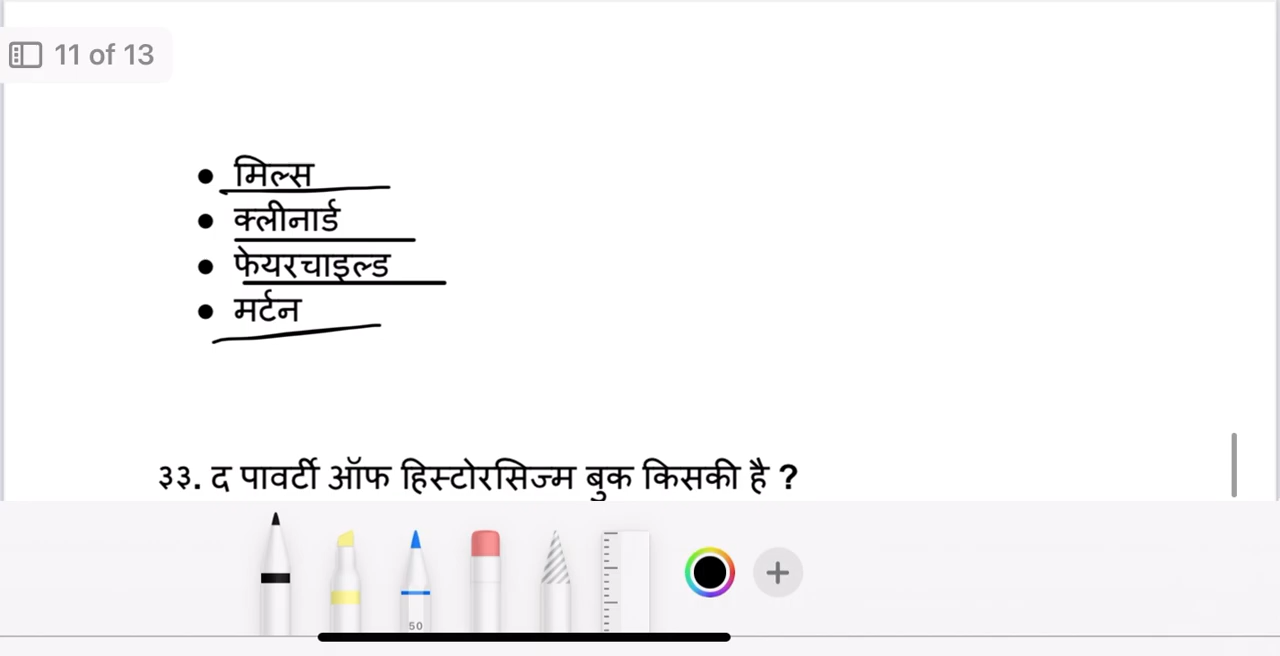 11 of 13
● मिल्स
● क्लीनार्ड
● फेयरचाइल्ड
● मर्टन
३३. द पावर्टी ऑफ हिस्टोरसिज्म बुक किसकी है ?
50